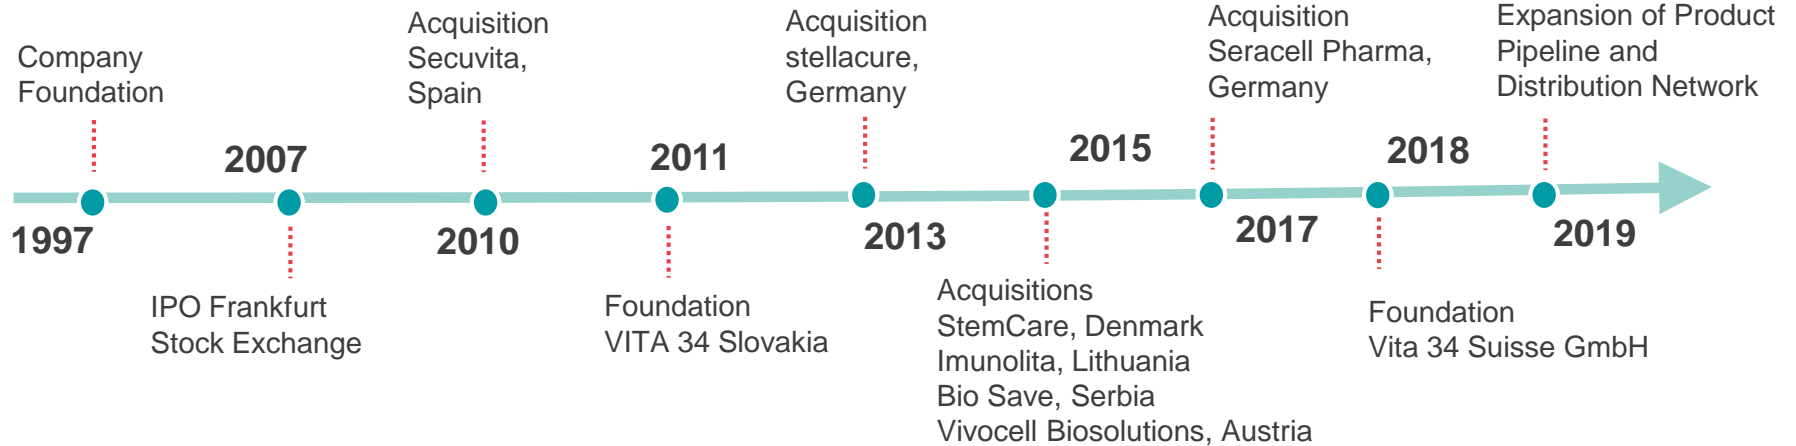 Company
Foundation
1997
2007
IPO Frankfurt
Stock Exchange
Acquisition
Secuvita,
Spain
2010
2011
Foundation
VITA 34 Slovakia
Acquisition
stellacure,
Germany
2013
2015
Acquisitions
StemCare, Denmark
Imunolita, Lithuania
Bio Save, Serbia
Vivocell Biosolutions, Austria
Acquisition
Seracell Pharma,
Germany
2017
2018
Foundation
Vita 34 Suisse GmbH
Expansion of Product
Pipeline and
Distribution Network
2019